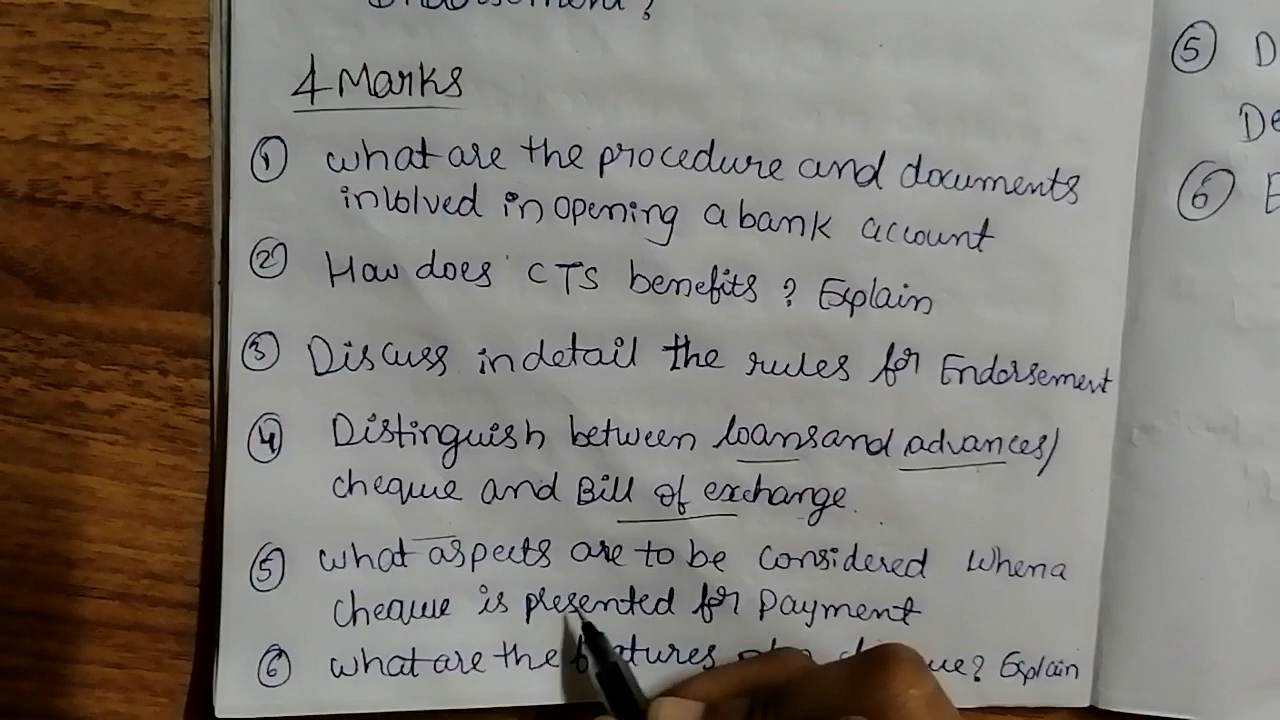 Endorsement?
4 Marks
① what are the procedure and documents
involved in opening a bank account
② How does CTS benefits ? Explain
③ Discuss in detail the rules for Endorsement
④ Distinguish between loans and advances/
cheque and Bill of exchange.
⑤ what aspects are to be considered when a
cheque is presented for payment
⑥ what are the features ? Explain
⑤ D
De
⑥ E